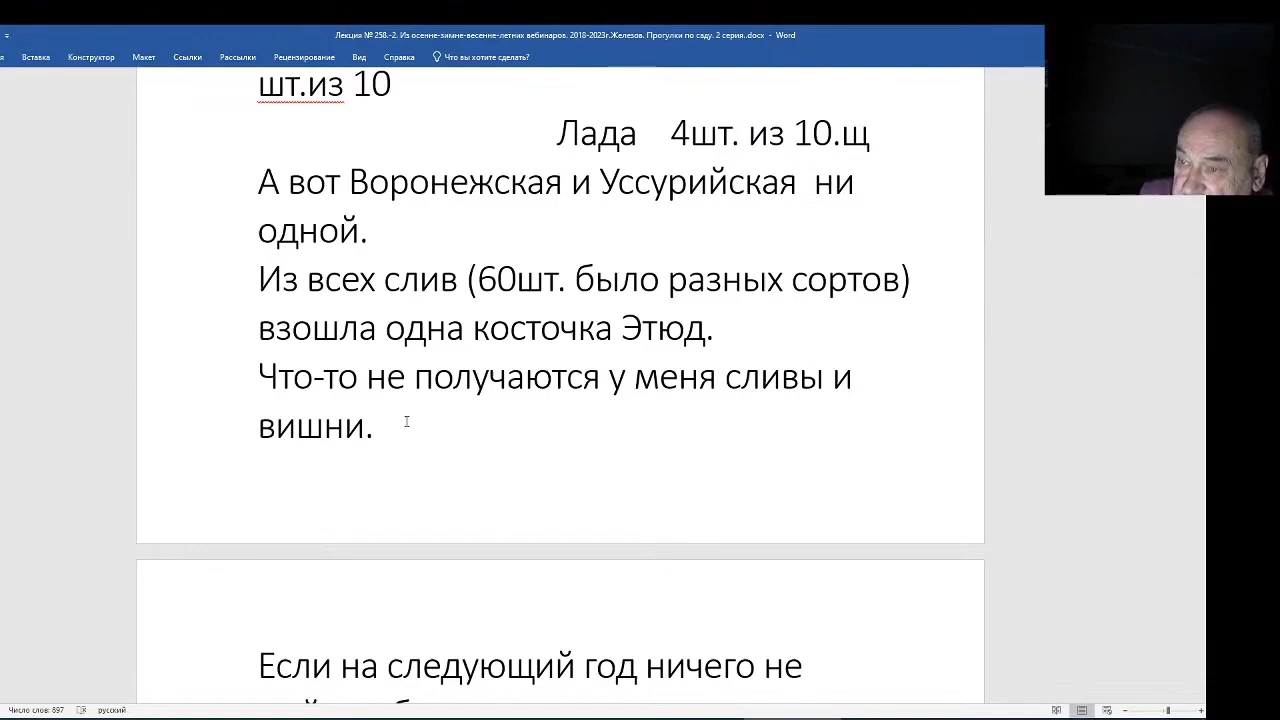 Лекция № 258.-2. Из осенне-зимне-весенне-летних вебинаров. 2018-2023г.Железов. Прогулки по саду. 2 серия..docx - Word
Вставка Конструктор Макет Ссылки Рассылки Рецензирование Вид Справка Что вы хотите сделать?
шт.из 10
Лада 4шт. из 10.щ
А вот Воронежская и Уссурийская ни
одной.
Из всех слив (60шт. было разных сортов)
взошла одна косточка Этюд.
Что-то не получаются у меня сливы и
вишни.
Если на следующий год ничего не
Число слов: 897 русский